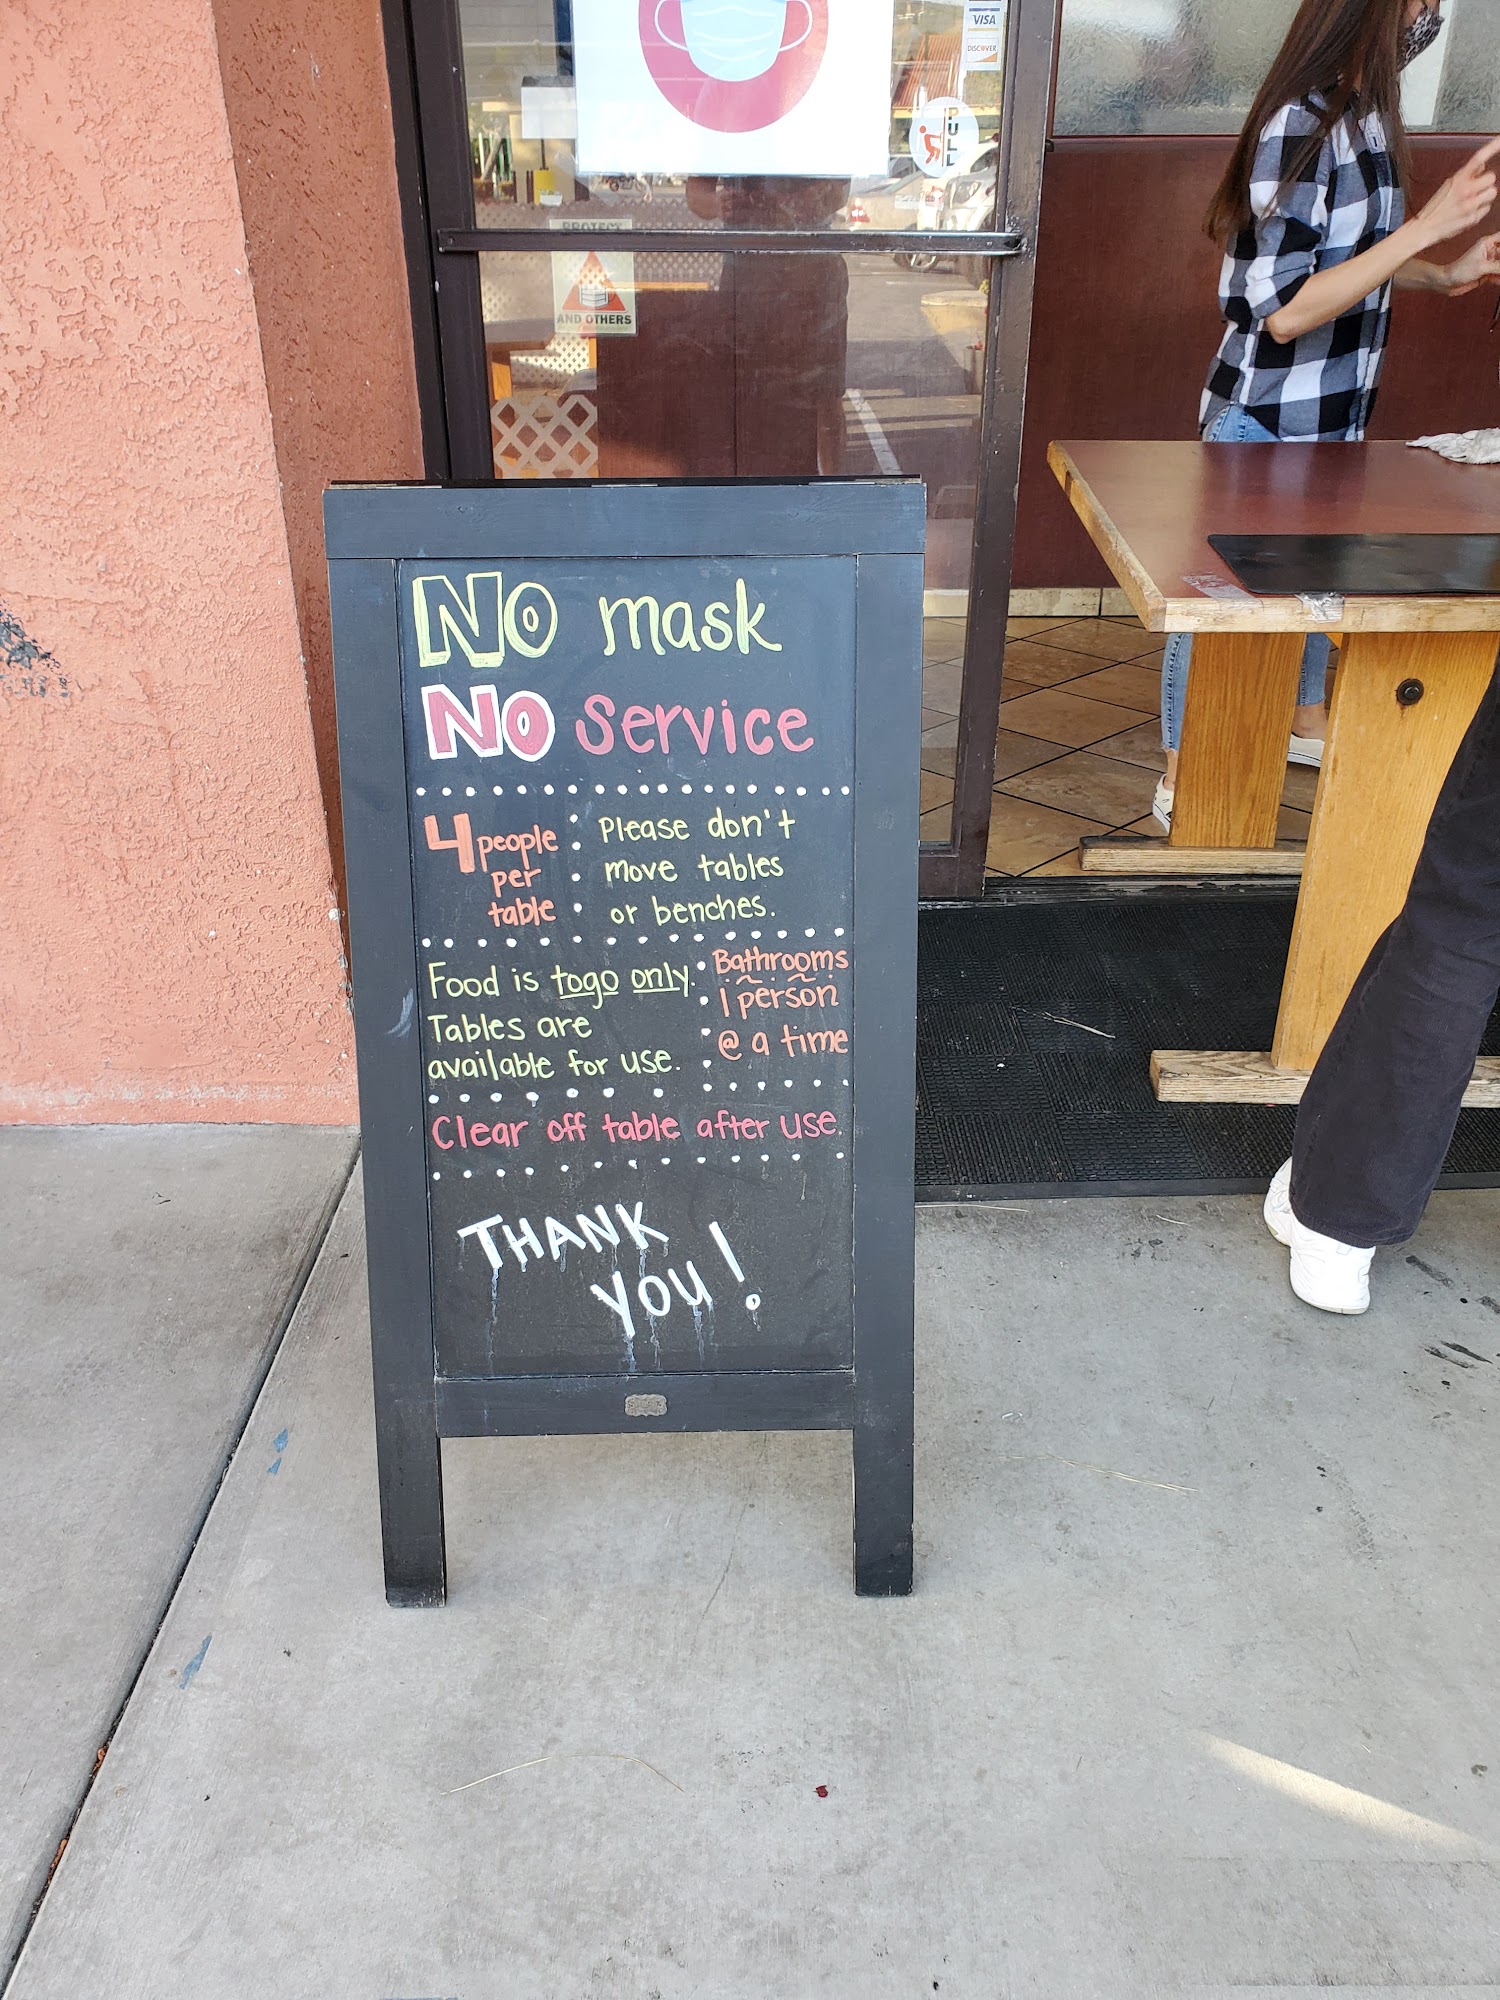 VISA
DISCOVER
PULL
PROTECT
AND OTHERS
NO mask
NO service
4 people
per
table
Please don't
move tables
or benches.
Food is togo only.
Tables are
available for use.
Bathrooms
1 person
@ a time
Clear off table after use.
THANK
YOU!